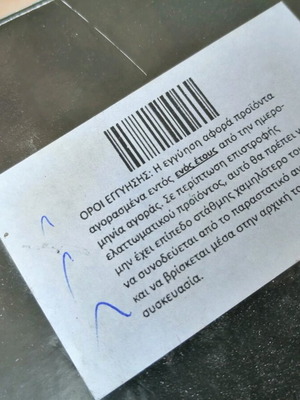 ΟΡΟΙ ΕΓΓΥΗΣΗΣ: Η εγγύηση αφορά προϊόντα
αγορασμένα εντός ενός έτους από την ημερο-
μηνία αγοράς. Σε περίπτωση επιστροφής
ελαττωματικού προϊόντος, αυτό θα πρέπει να
μην έχει επίπεδο στάθμης χαμηλότερο του
να συνοδεύεται από το παραστατικό
και να βρίσκεται μέσα στην αρχική
συσκευασία.